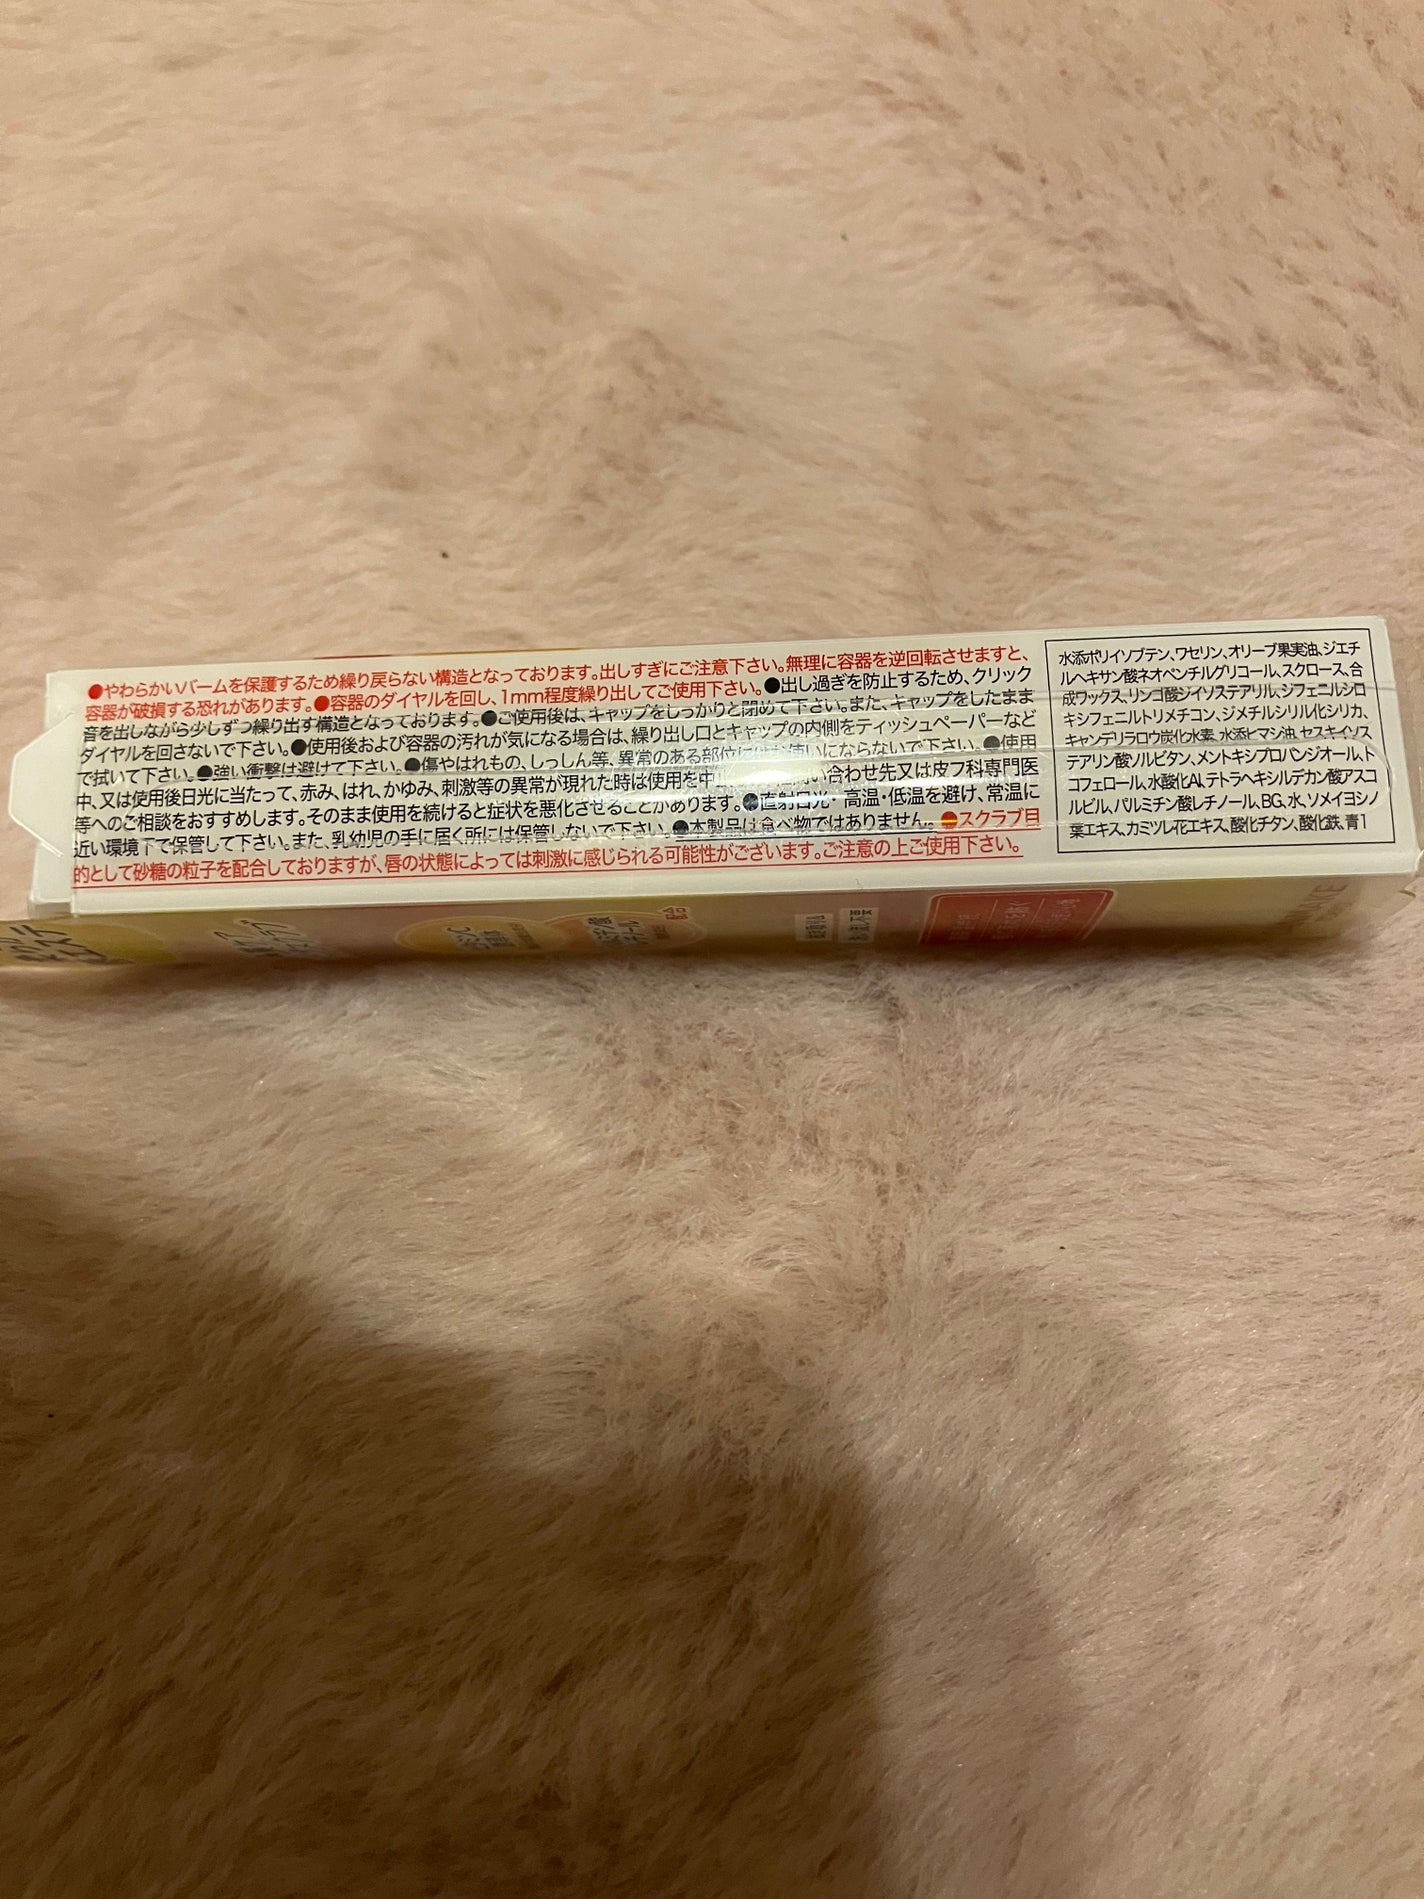 ●やわらかいバームを保護するため繰り戻らない構造となっております。出しすぎにご注意下さい。無理に容器を逆回転させますと、
容器が破損する恐れがあります。●容器のダイヤルを回し、1mm程度繰り出してご使用下さい。●出し過ぎを防止するため、クリック
音を出しながら少しずつ繰り出す構造となっております。●ご使用後は、キャップをしっかりと閉めて下さい。また、キャップをしたまま
ダイヤルを回さないで下さい。●使用後および容器の汚れが気になる場合は、繰り出し口とキャップの内側をティッシュペーパーなど
で拭いて下さい。●強い衝撃は避けて下さい。●傷やはれもの、しっしん等、異常のある部位にはお使いにならないで下さい。●使用
中、又は使用後日光に当たって、赤み、はれ、かゆみ、刺激等の異常が現れた時は使用を中 い合わせ先又は皮フ科専門医
等へのご相談をおすすめします。そのまま使用を続けると症状を悪化させることがあります。●直射日光・高温・低温を避け、常温に
近い環境下で保管して下さい。また、乳幼児の手に届く所には保管しないで下さい。●本製品は食べ物ではありません。●スクラブ目
的として砂糖の粒子を配合しておりますが、唇の状態によっては刺激に感じられる可能性がございます。ご注意の上ご使用下さい。
水添ポリイソブテン、ワセリン、オリーブ果実油、ジエチ
ルヘキサン酸ネオペンチルグリコール、スクロース、合
成ワックス、リンゴ酸ジイソステアリル、ジフェニルシロ
キシフェニルトリメチコン、ジメチルシリル化シリカ、
キャンデリラロウ炭化水素、水添ヒマシ油、セスキイソス
テアリン酸ソルビタン、メントキシプロパンジオール、ト
コフェロール、水酸化Al、テトラヘキシルデカン酸アスコ
ルビル、パルミチン酸レチノール、BG、水、ソメイヨシノ
葉エキス、カミツレ花エキス、酸化チタン、酸化鉄、青1
配合